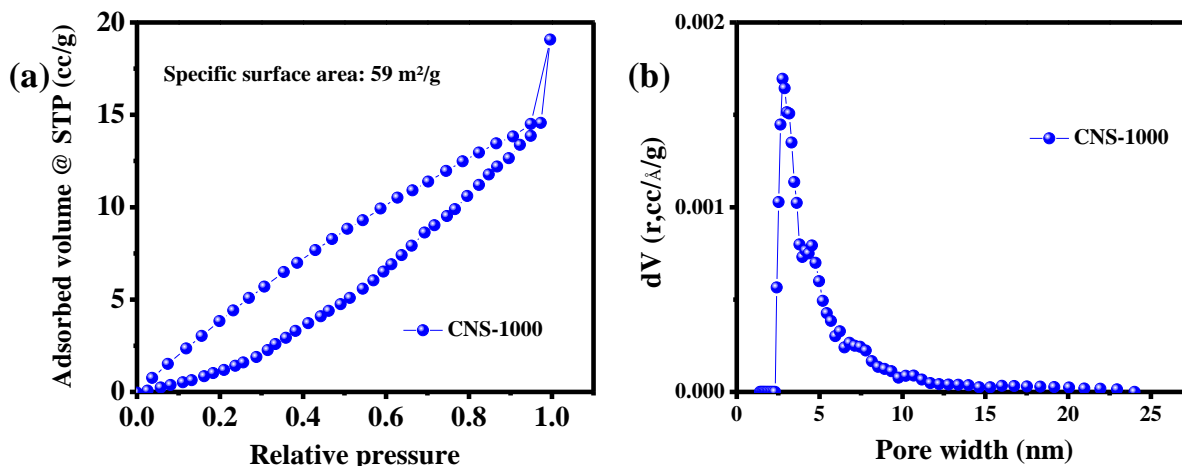 (a)
Adsorbed volume @ STP (cc/g)
20
15
10
5
0
Specific surface area: 59 m²/g
CNS-1000
0.0 0.2 0.4 0.6 0.8 1.0
Relative pressure
(b)
dV (r,cc/Å/g)
0.002
0.001
0.000
CNS-1000
0 5 10 15 20 25
Pore width (nm)